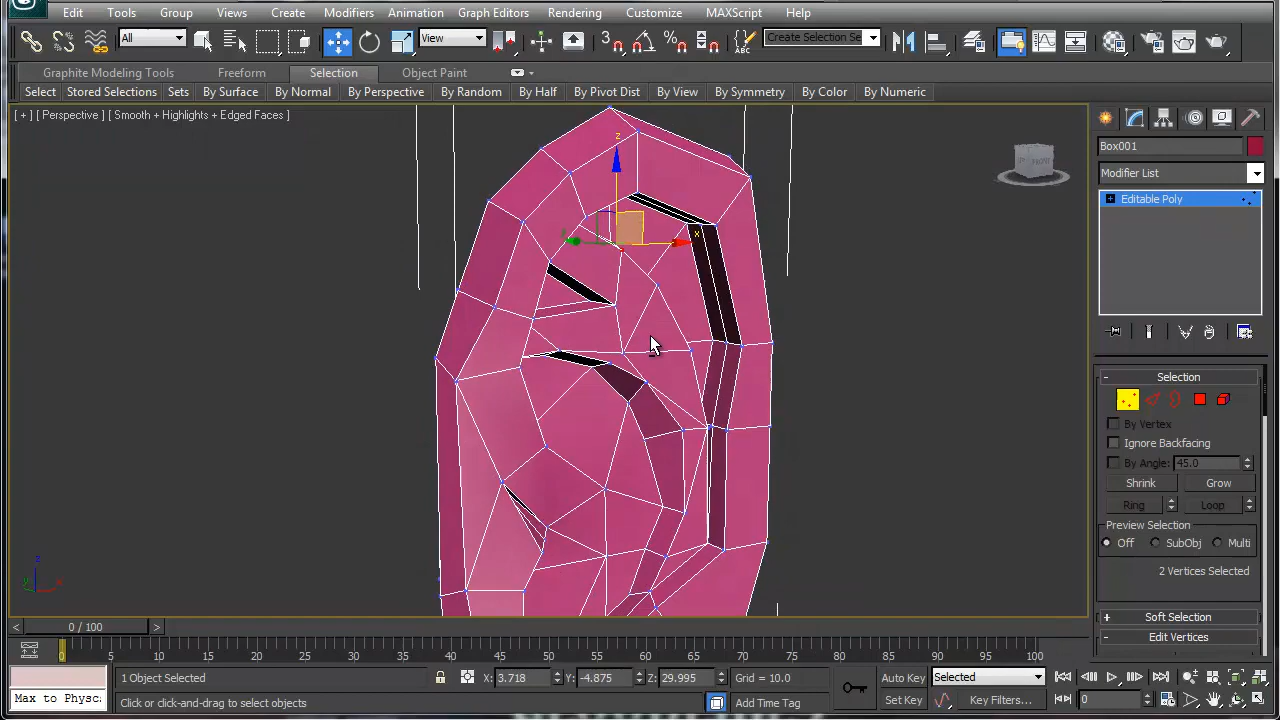 Edit Tools Group Views Create Modifiers Animation Graph Editors Rendering Customize MAXScript Help
All View 3 Create Selection Se
Graphite Modeling Tools Freeform Selection Object Paint
Select Stored Selections Sets By Surface By Normal By Perspective By Random By Half By Pivot Dist By View By Symmetry By Color By Numeric
[ + ] [ Perspective ] [ Smooth + Highlights + Edged Faces ]
Box001
Modifier List
Editable Poly
z
x
FRONT
- Selection
By Vertex
Ignore Backfacing
By Angle: 45.0
Shrink Grow
Ring Loop
Preview Selection
Off SubObj Multi
2 Vertices Selected
+ Soft Selection
- Edit Vertices
z
x
< 0 / 100 >
0 5 10 15 20 25 30 35 40 45 50 55 60 65 70 75 80 85 90 95 100
1 Object Selected X: 3.718 Y: -4.875 Z: 29.995 Grid = 10.0 Auto Key Selected
Max to Physc Click or click-and-drag to select objects Add Time Tag Set Key Key Filters... 0